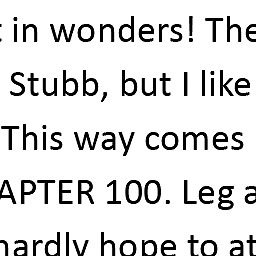 t in wonders! The
Stubb, but I like
This way comes
APTER 100. Leg a
hardly hope to at